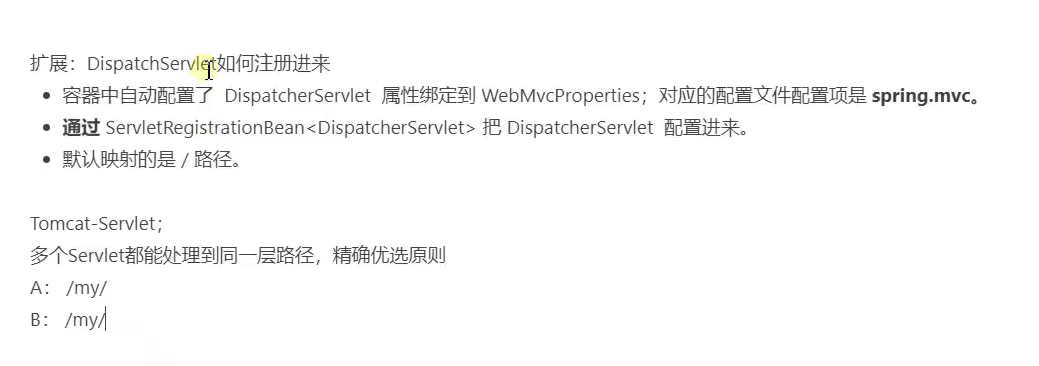 扩展：DispatchServlet如何注册进来
• 容器中自动配置了 DispatcherServlet 属性绑定到 WebMvcProperties；对应的配置文件配置项是 spring.mvc。
• 通过 ServletRegistrationBean<DispatcherServlet> 把 DispatcherServlet 配置进来。
• 默认映射的是 / 路径。
Tomcat-Servlet；
多个Servlet都能处理到同一层路径，精确优选原则
A： /my/
B： /my/